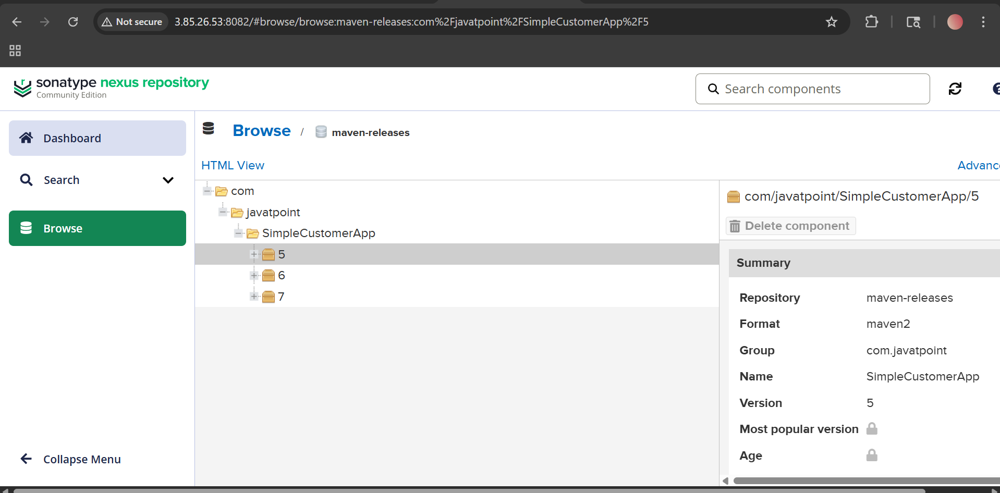 Not secure 3.85.26.53:8082/#browse/browse:maven-releases:com%2Fjavatpoint%2FSimpleCustomerApp%2F5
sonatype nexus repository
Community Edition
Search components
Dashboard
Search
Browse
Collapse Menu
Browse / maven-releases
HTML View
com
javatpoint
SimpleCustomerApp
5
6
7
com/javatpoint/SimpleCustomerApp/5
Delete component
Summary
Repository maven-releases
Format maven2
Group com.javatpoint
Name SimpleCustomerApp
Version 5
Most popular version
Age